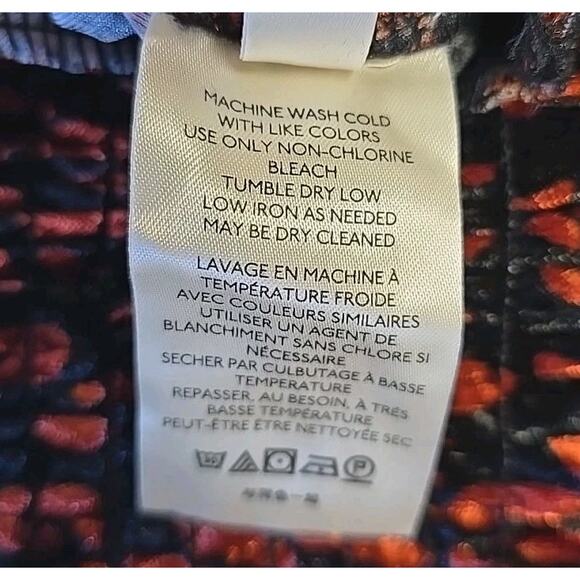 MACHINE WASH COLD
WITH LIKE COLORS
USE ONLY NON-CHLORINE
BLEACH
TUMBLE DRY LOW
LOW IRON AS NEEDED
MAY BE DRY CLEANED
LAVAGE EN MACHINE À
TEMPÉRATURE FROIDE
AVEC COULEURS SIMILAIRES
UTILISER UN AGENT DE
BLANCHIMENT SANS CHLORE SI
NÉCESSAIRE
SECHER PAR CULBUTAGE À BASSE
TEMPERATURE
REPASSER, AU BESOIN, À TRÈS
BASSE TEMPÉRATURE
PEUT-ÊTRE ÊTRE NETTOYÉE SEC
P